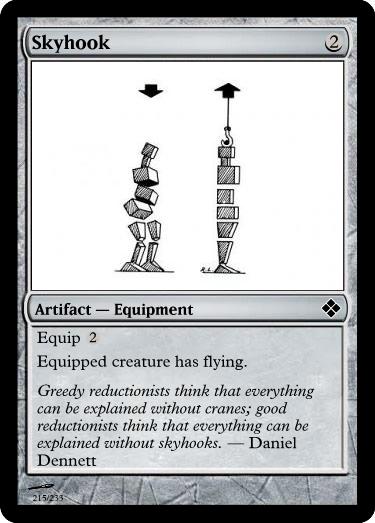 Skyhook 2
Artifact — Equipment
Equip 2
Equipped creature has flying.
Greedy reductionists think that everything
can be explained without cranes; good
reductionists think that everything can be
explained without skyhooks. — Daniel
Dennett
215/233